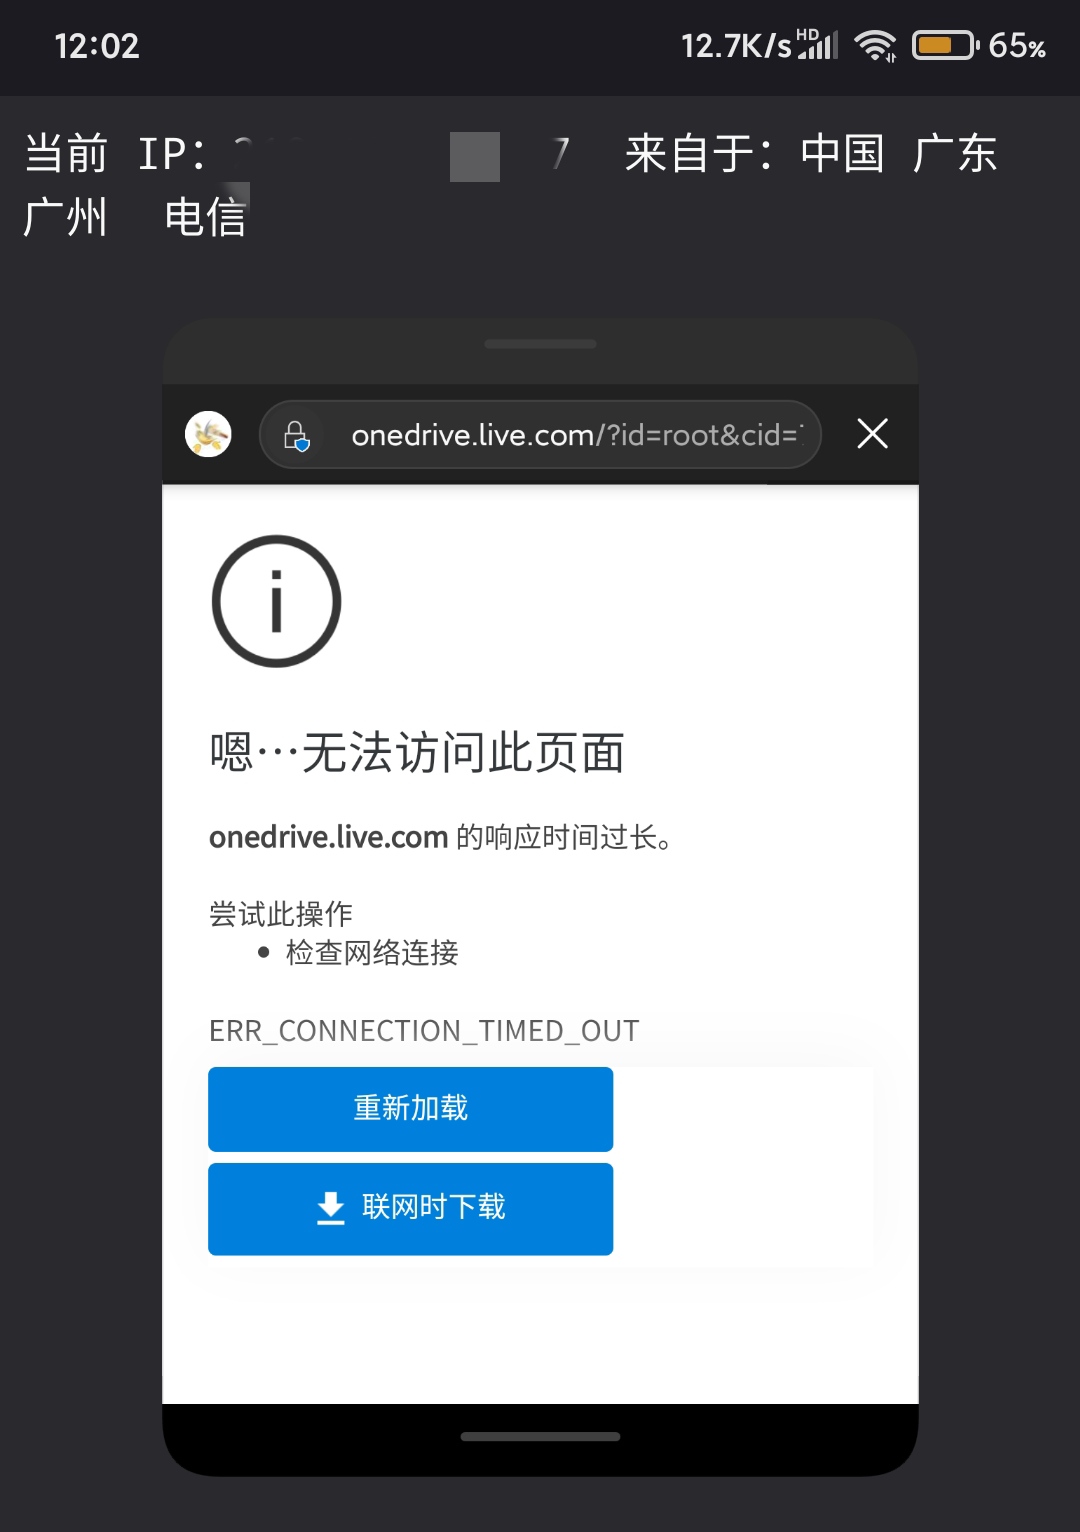 12:02 12.7K/s HD 65%
当前 IP： 7 来自于：中国 广东
广州 电信
onedrive.live.com/?id=root&cid=
嗯…无法访问此页面
onedrive.live.com 的响应时间过长。
尝试此操作
• 检查网络连接
ERR_CONNECTION_TIMED_OUT
重新加载
联网时下载